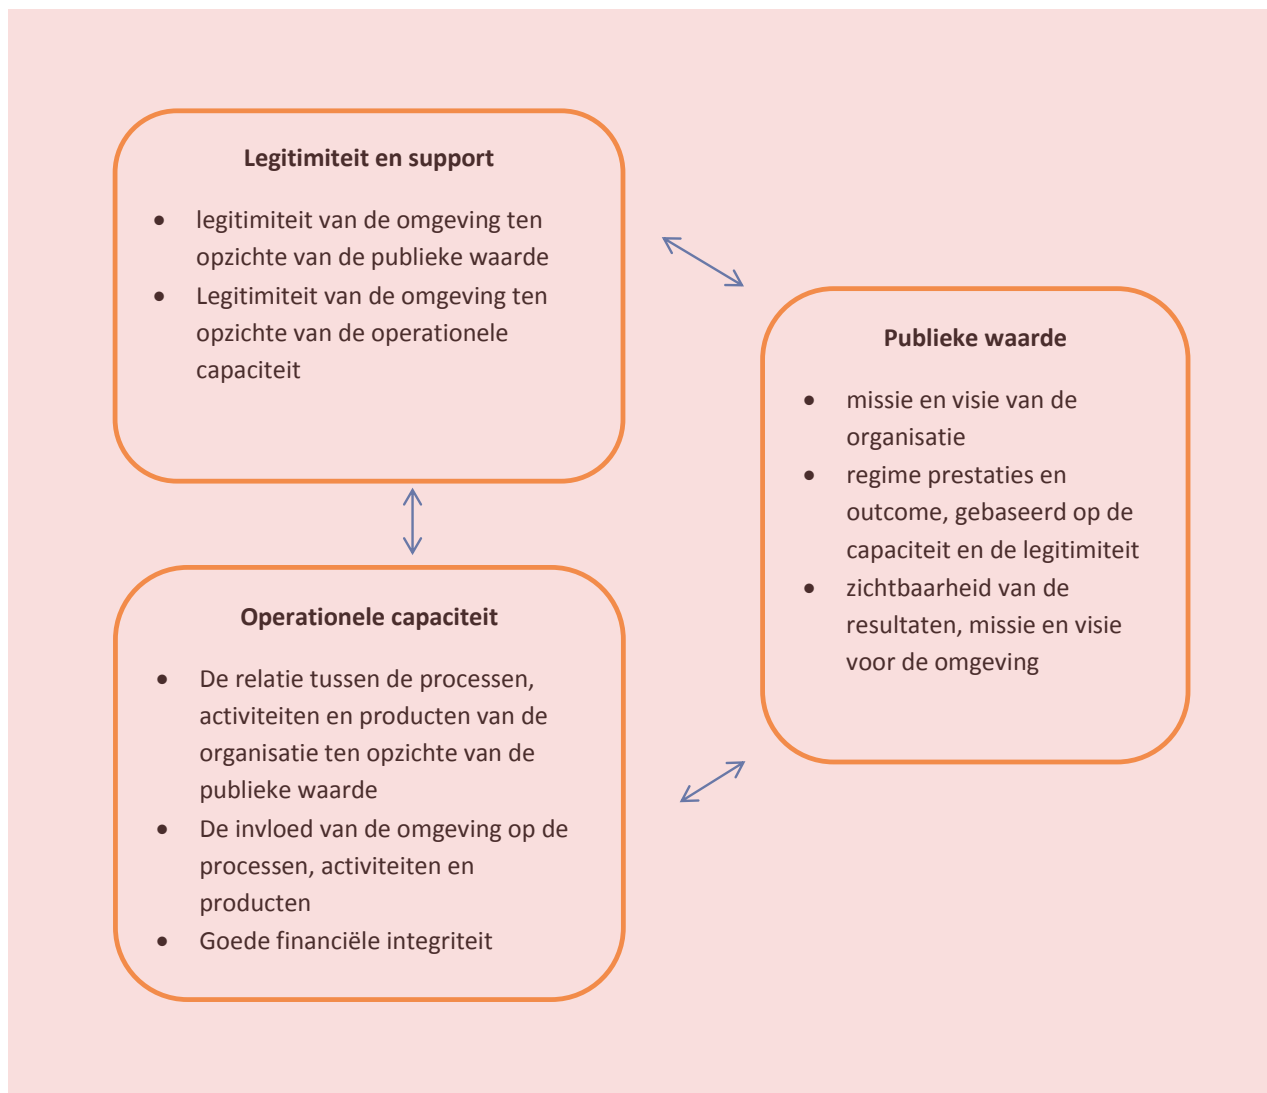 Legitimiteit en support
• legitimiteit van de omgeving ten
opzichte van de publieke waarde
• Legitimiteit van de omgeving ten
opzichte van de operationele
capaciteit
Publieke waarde
• missie en visie van de
organisatie
• regime prestaties en
outcome, gebaseerd op de
capaciteit en de legitimiteit
• zichtbaarheid van de
resultaten, missie en visie
voor de omgeving
Operationele capaciteit
• De relatie tussen de processen,
activiteiten en producten van de
organisatie ten opzichte van de
publieke waarde
• De invloed van de omgeving op de
processen, activiteiten en
producten
• Goede financiële integriteit